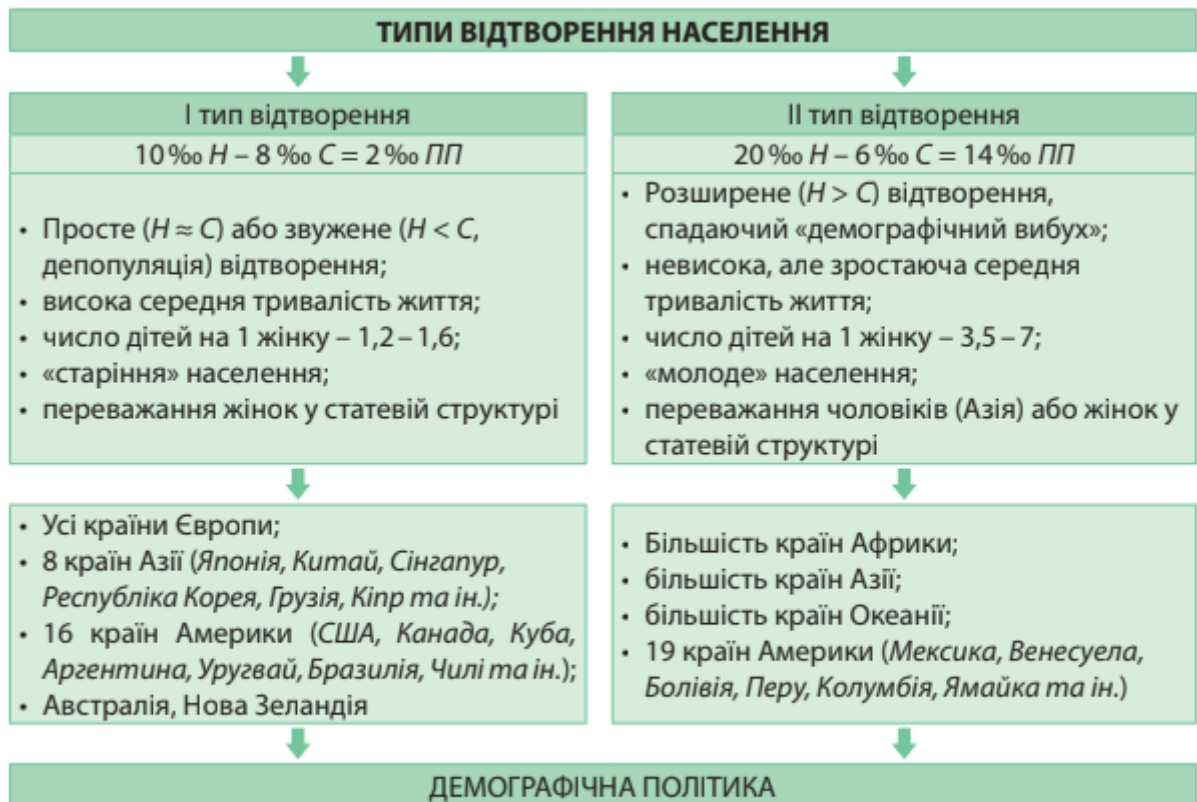 ТИПИ ВІДТВОРЕННЯ НАСЕЛЕННЯ
І тип відтворення
10 ‰ Н – 8 ‰ С = 2 ‰ ПП
• Просте (Н ≈ С) або звужене (Н < С,
депопуляція) відтворення;
• висока середня тривалість життя;
• число дітей на 1 жінку – 1,2 – 1,6;
• «старіння» населення;
• переважання жінок у статевій структурі
• Усі країни Європи;
• 8 країн Азії (Японія, Китай, Сінгапур,
Республіка Корея, Грузія, Кіпр та ін.);
• 16 країн Америки (США, Канада, Куба,
Аргентина, Уругвай, Бразилія, Чилі та ін.);
• Австралія, Нова Зеландія
ІІ тип відтворення
20 ‰ Н – 6 ‰ С = 14 ‰ ПП
• Розширене (Н > С) відтворення,
спадаючий «демографічний вибух»;
• невисока, але зростаюча середня
тривалість життя;
• число дітей на 1 жінку – 3,5 – 7;
• «молоде» населення;
• переважання чоловіків (Азія) або жінок у
статевій структурі
• Більшість країн Африки;
• більшість країн Азії;
• більшість країн Океанії;
• 19 країн Америки (Мексика, Венесуела,
Болівія, Перу, Колумбія, Ямайка та ін.)
ДЕМОГРАФІЧНА ПОЛІТИКА